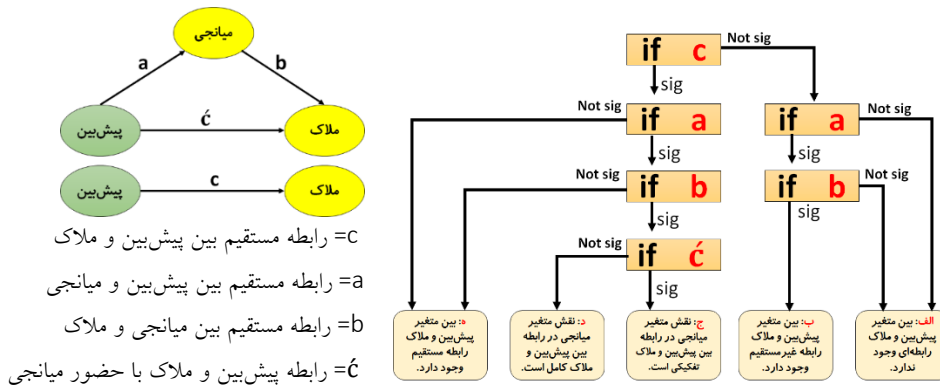 میانجی
a
b
پیش‌بین
ć
ملاک
پیش‌بین
c
ملاک
c= رابطه مستقیم بین پیش‌بین و ملاک
a= رابطه مستقیم بین پیش‌بین و میانجی
b= رابطه مستقیم بین میانجی و ملاک
ć= رابطه پیش‌بین و ملاک با حضور میانجی
if c
Not sig
sig
Not sig
if a
sig
if a
Not sig
sig
Not sig
if b
sig
if b
Not sig
sig
Not sig
if ć
sig
ه: بین متغیر
پیش‌بین و ملاک
رابطه مستقیم
وجود دارد.
د: نقش متغیر
میانجی در رابطه
بین پیش‌بین و
ملاک کامل است.
ج: نقش متغیر
میانجی در رابطه
بین پیش‌بین و ملاک
تفکیکی است.
ب: بین متغیر
پیش‌بین و ملاک
رابطه غیرمستقیم
وجود دارد.
الف: بین متغیر
پیش‌بین و ملاک
رابطه‌ای وجود
ندارد.